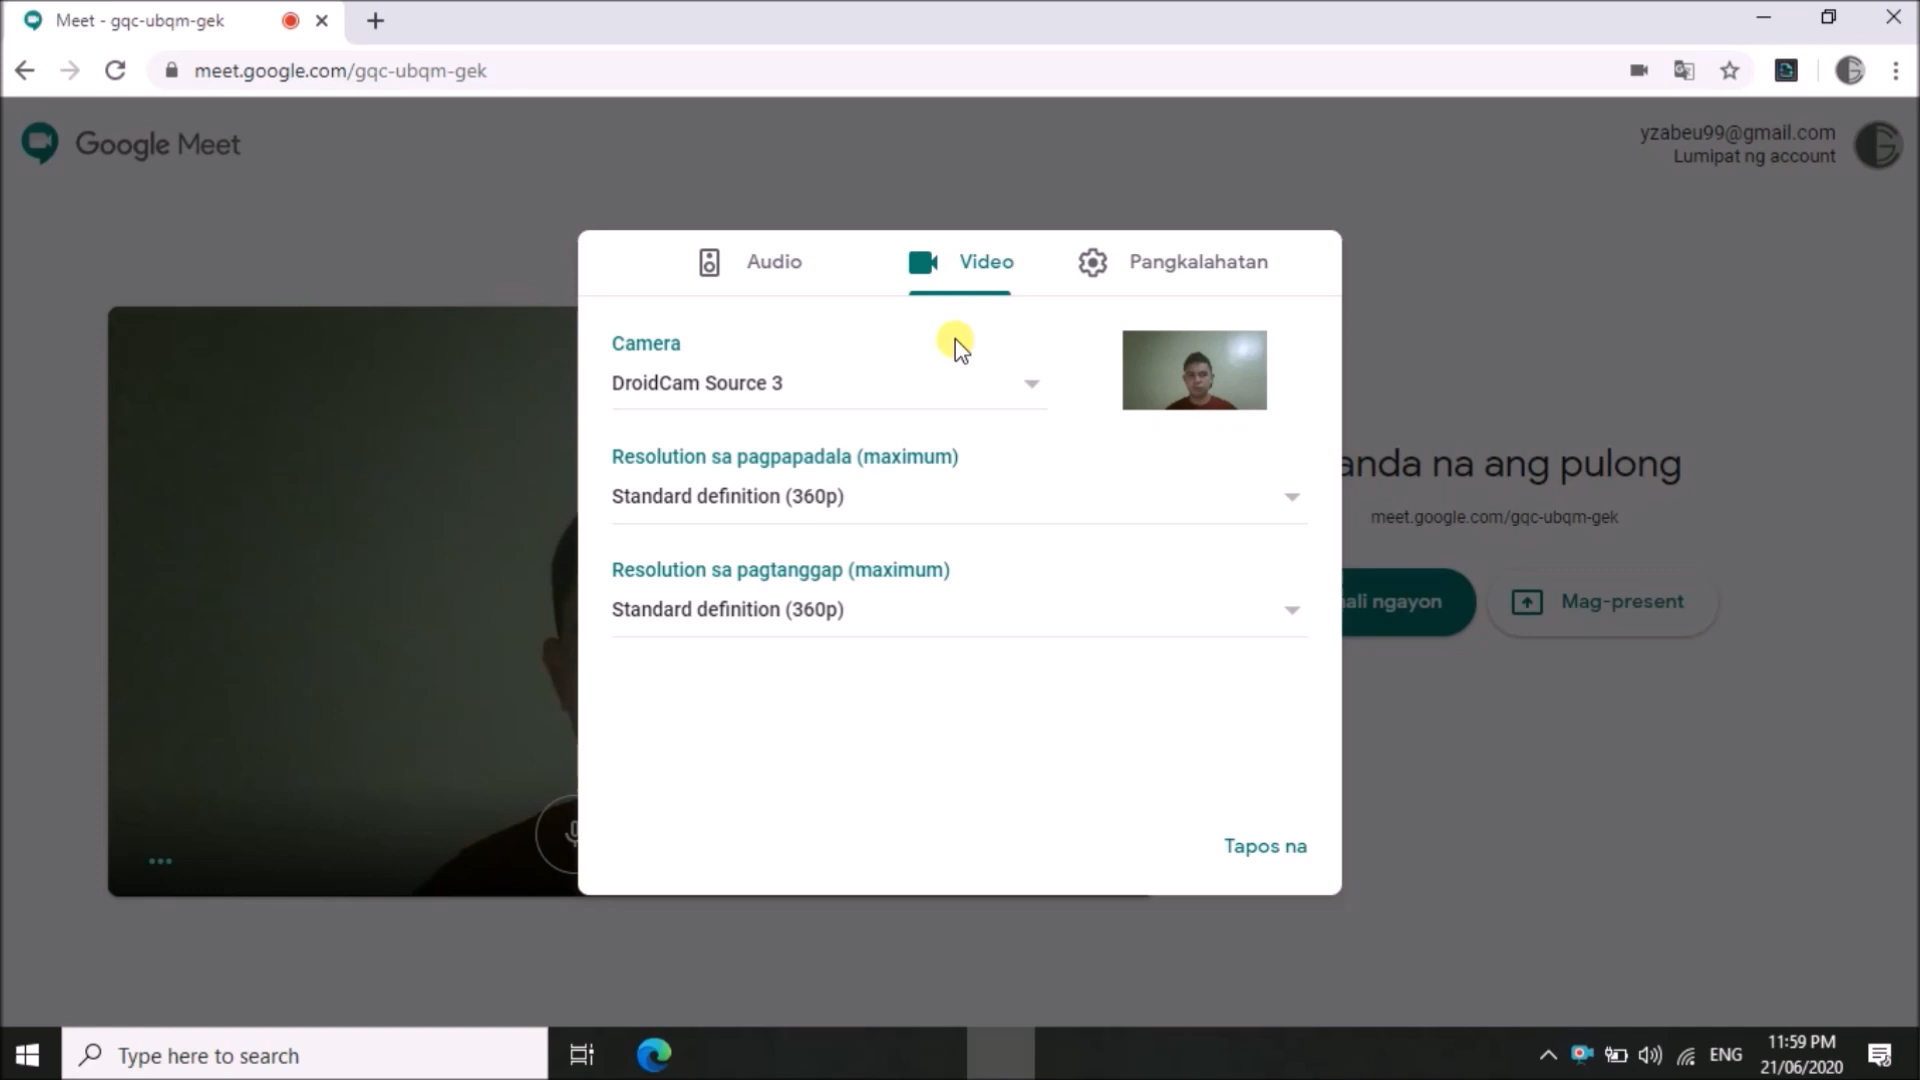 Meet - gqc-ubqm-gek
meet.google.com/gqc-ubqm-gek
Google Meet
yzabeu99@gmail.com
Lumipat ng account
Audio
Video
Pangkalahatan
Camera
DroidCam Source 3
Resolution sa pagpapadala (maximum)
Standard definition (360p)
Resolution sa pagtanggap (maximum)
Standard definition (360p)
Tapos na
na ang pulong
meet.google.com/gqc-ubqm-gek
ngayon
Mag-present
Type here to search
ENG
11:59 PM
21/06/2020